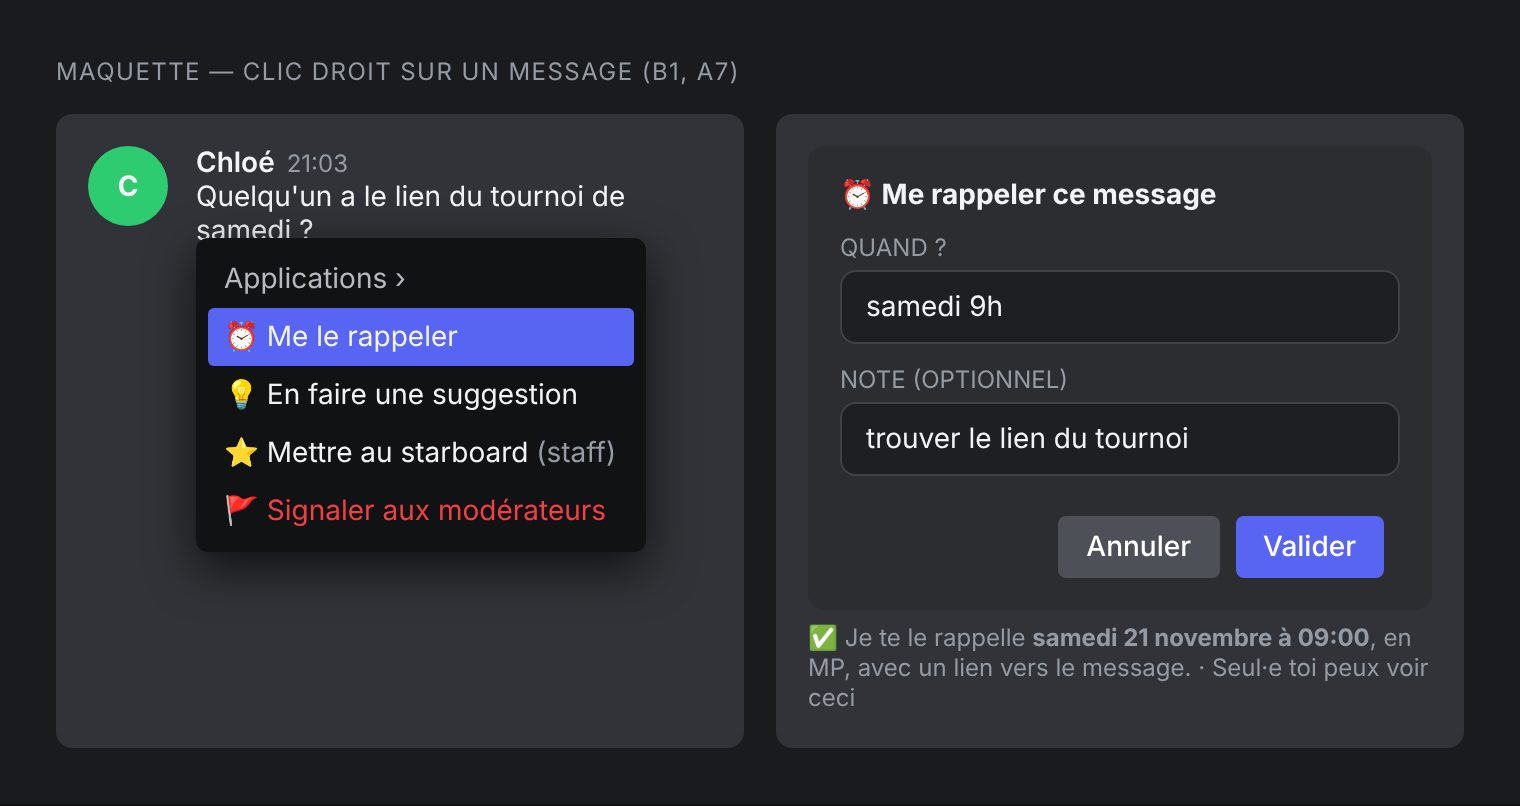 MAQUETTE — CLIC DROIT SUR UN MESSAGE (B1, A7)
C
Chloé 21:03
Quelqu'un a le lien du tournoi de
samedi ?
Applications ›
⏰ Me le rappeler
💡 En faire une suggestion
⭐ Mettre au starboard (staff)
🚩 Signaler aux modérateurs
⏰ Me rappeler ce message
QUAND ?
samedi 9h
NOTE (OPTIONNEL)
trouver le lien du tournoi
Annuler Valider
✅ Je te le rappelle samedi 21 novembre à 09:00, en
MP, avec un lien vers le message. · Seul·e toi peux voir
ceci